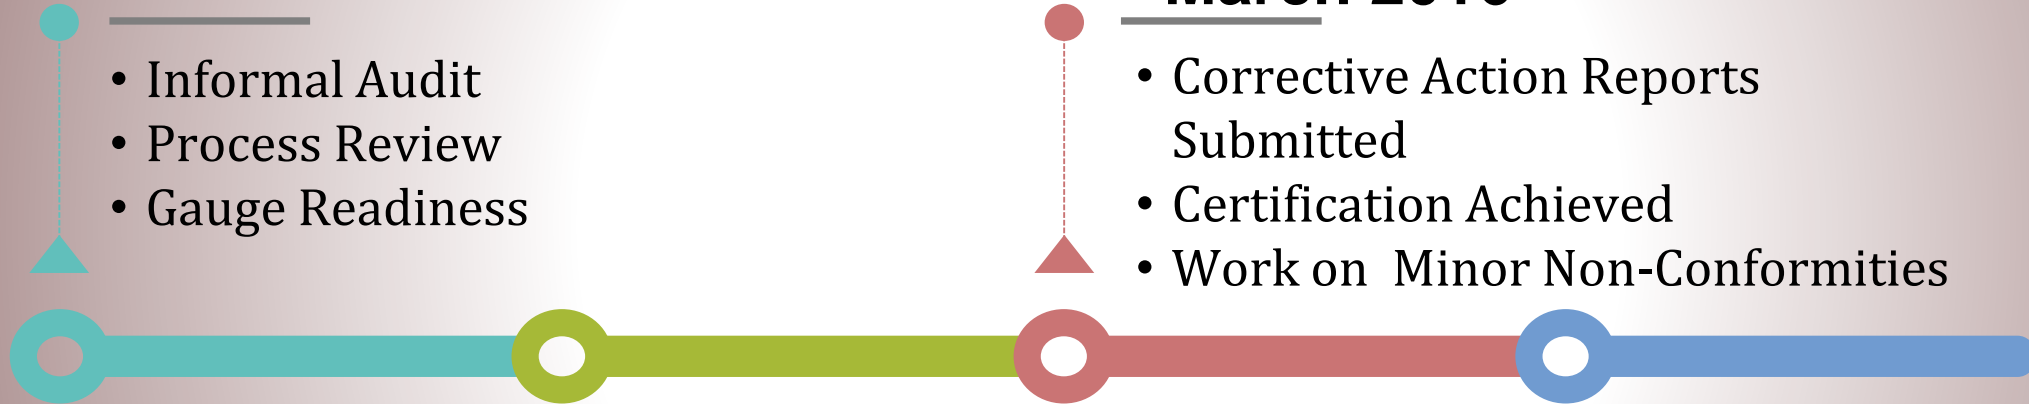 • Informal Audit
• Process Review
• Gauge Readiness
• Corrective Action Reports
Submitted
• Certification Achieved
• Work on  Minor Non-Conformities